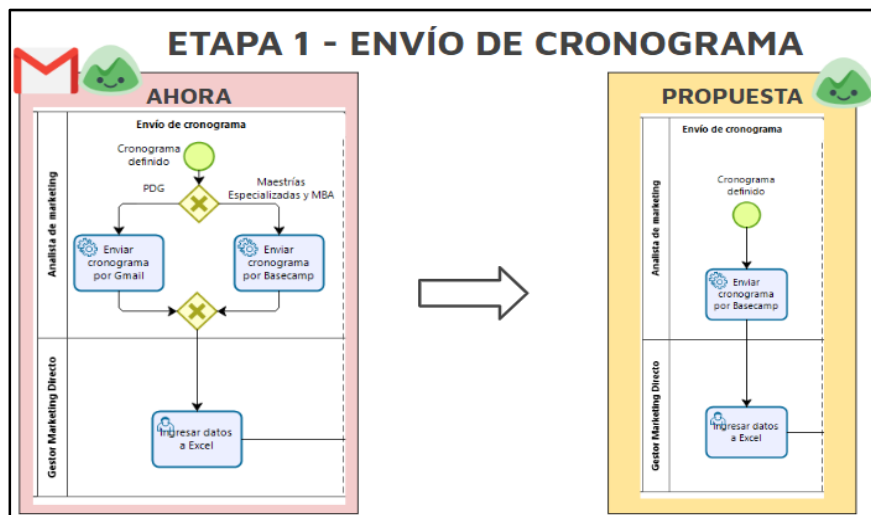 ETAPA 1 - ENVÍO DE CRONOGRAMA
AHORA
Envío de cronograma
Analista de marketing
Cronograma
definido
PDG
Maestrías
Especializadas y MBA
Enviar
cronograma
por Gmail
Enviar
cronograma
por Basecamp
Gestor Marketing Directo
Ingresar datos
a Excel
PROPUESTA
Envío de cronograma
Analista de marketing
Cronograma
definido
Enviar
cronograma
por Basecamp
Gestor Marketing Directo
Ingresar datos
a Excel